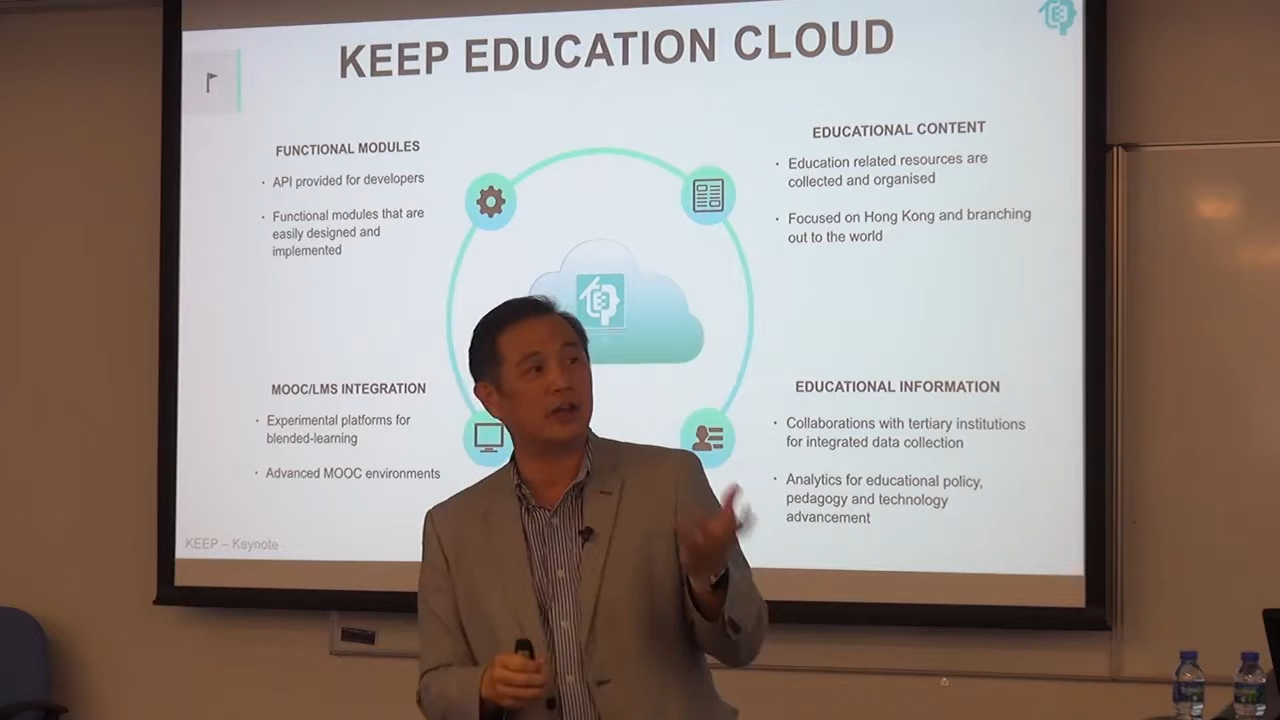 KEEP EDUCATION CLOUD
FUNCTIONAL MODULES
· API provided for developers
· Functional modules that are
easily designed and
implemented
EDUCATIONAL CONTENT
· Education related resources are
collected and organised
· Focused on Hong Kong and branching
out to the world
MOOC/LMS INTEGRATION
· Experimental platforms for
blended-learning
· Advanced MOOC environments
EDUCATIONAL INFORMATION
· Collaborations with tertiary institutions
for integrated data collection
· Analytics for educational policy,
pedagogy and technology
advancement
KEEP – Keynote